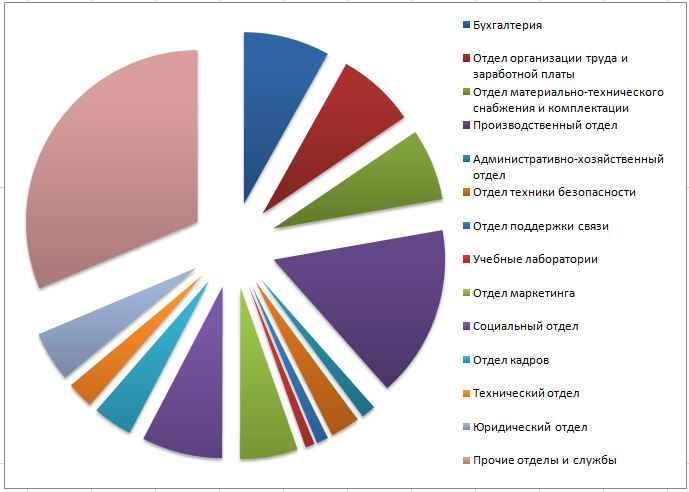 Бухгалтерия
Отдел организации труда и
заработной платы
Отдел материально-технического
снабжения и комплектации
Производственный отдел
Административно-хозяйственный
отдел
Отдел техники безопасности
Отдел поддержки связи
Учебные лаборатории
Отдел маркетинга
Социальный отдел
Отдел кадров
Технический отдел
Юридический отдел
Прочие отделы и службы